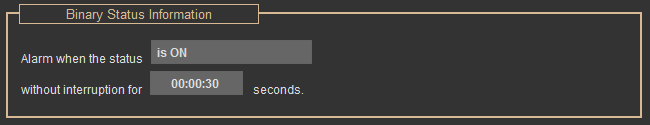 Binary Status Information
Alarm when the status is ON
without interruption for 00:00:30 seconds.